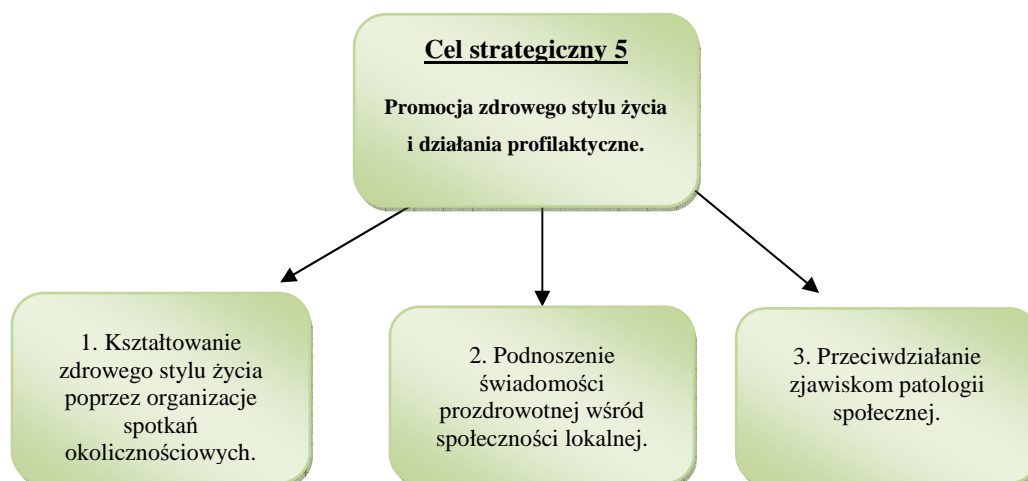 Cel strategiczny 5
Promocja zdrowego stylu życia
i działania profilaktyczne.
1. Kształtowanie
zdrowego stylu życia
poprzez organizacje
spotkań
okolicznościowych.
2. Podnoszenie
świadomości
prozdrowotnej wśród
społeczności lokalnej.
3. Przeciwdziałanie
zjawiskom patologii
społecznej.